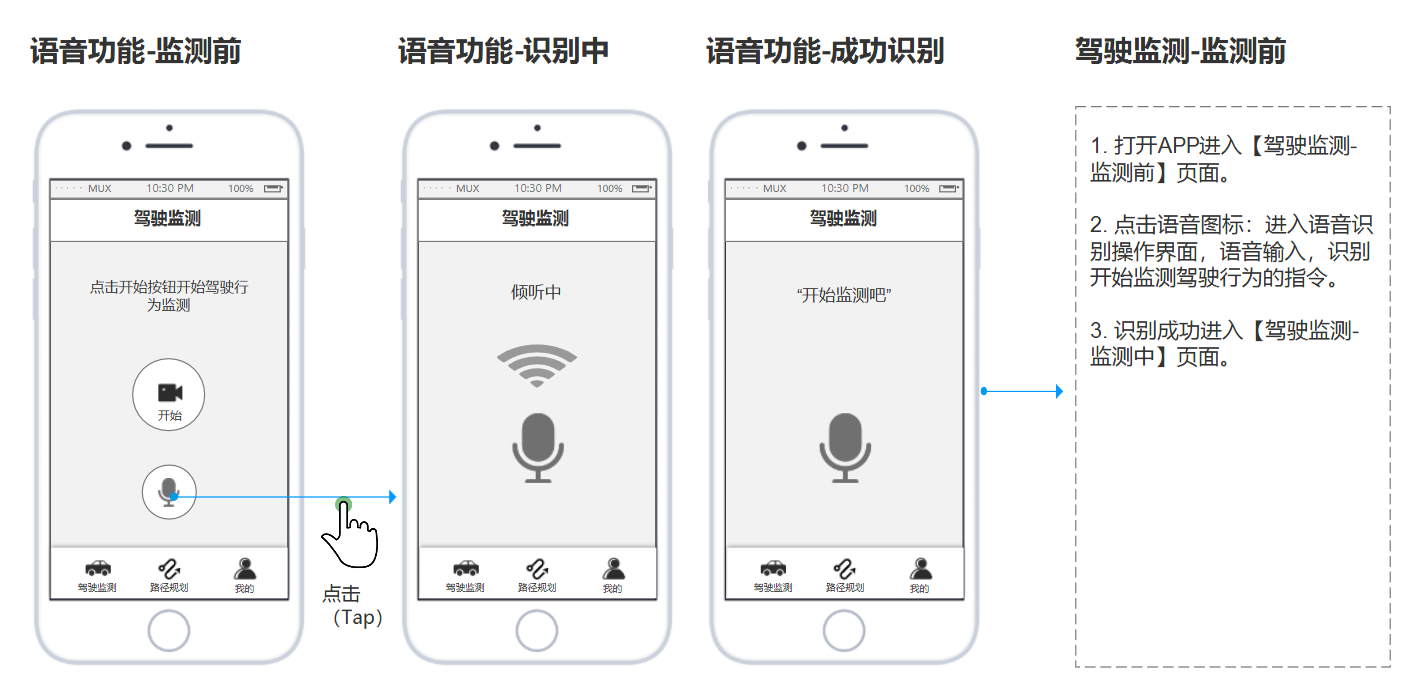 语音功能-监测前
语音功能-识别中
语音功能-成功识别
驾驶监测-监测前
MUX 10:30 PM 100%
驾驶监测
点击开始按钮开始驾驶行
为监测
开始
驾驶监测 路径规划 我的
点击
（Tap）
MUX 10:30 PM 100%
驾驶监测
倾听中
驾驶监测 路径规划 我的
MUX 10:30 PM 100%
驾驶监测
“开始监测吧”
驾驶监测 路径规划 我的
1. 打开APP进入【驾驶监测-
监测前】页面。
2. 点击语音图标：进入语音识
别操作界面，语音输入，识别
开始监测驾驶行为的指令。
3. 识别成功进入【驾驶监测-
监测中】页面。